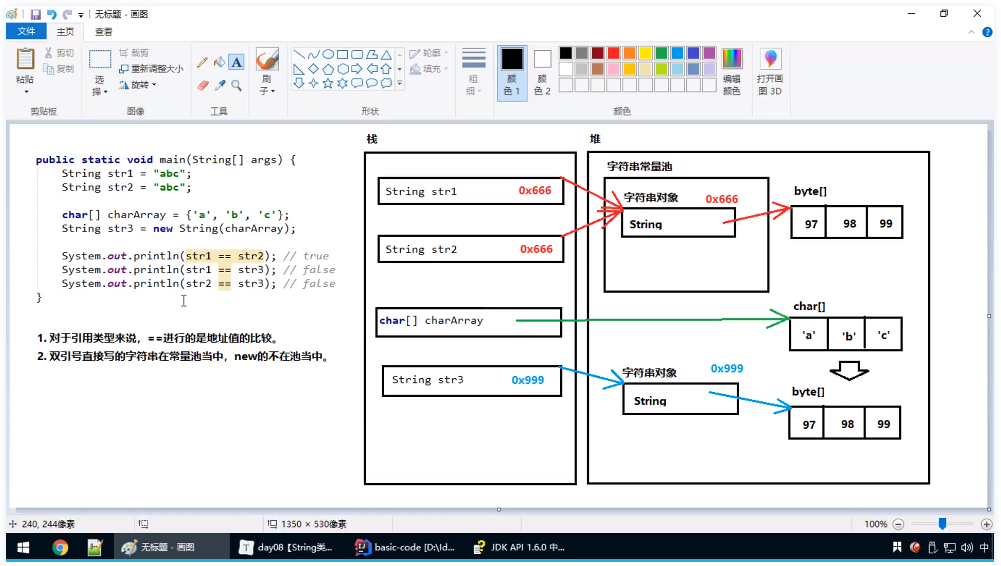 无标题 - 画图
文件 主页 查看
粘贴
剪切
复制
剪贴板
选择
裁剪
重新调整大小
旋转
图像
A
工具
刷子
轮廓
填充
形状
粗细
颜色 1
颜色 2
颜色
编辑颜色
打开画图 3D
public static void main(String[] args) {
String str1 = "abc";
String str2 = "abc";
char[] charArray = {'a', 'b', 'c'};
String str3 = new String(charArray);
System.out.println(str1 == str2); // true
System.out.println(str1 == str3); // false
System.out.println(str2 == str3); // false
}
1. 对于引用类型来说，==进行的是地址值的比较。
2. 双引号直接写的字符串在常量池当中，new的不在池当中。
栈
String str1 0x666
String str2 0x666
char[] charArray
String str3 0x999
堆
字符串常量池
字符串对象 0x666
String
byte[]
97 98 99
char[]
'a' 'b' 'c'
字符串对象 0x999
String
byte[]
97 98 99
240, 244像素
1350 × 530像素
100%
无标题 - 画图
day08【String类...
basic-code [D:\Id...
JDK API 1.6.0 中...
中